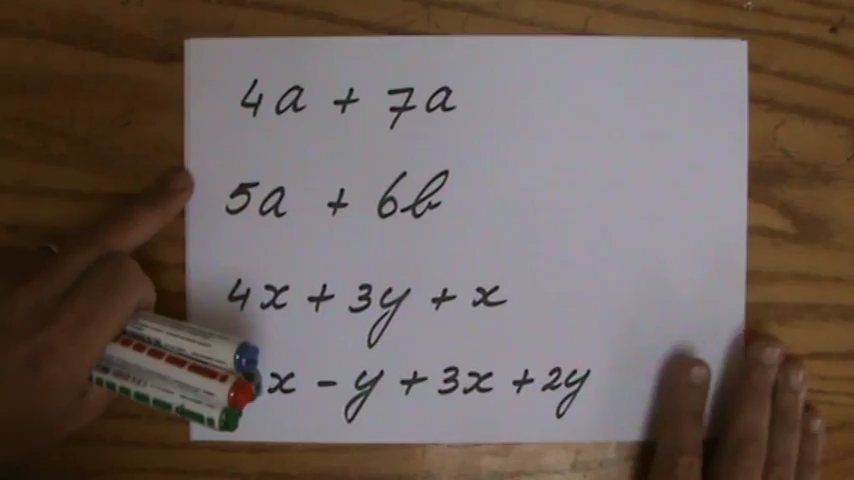 4a + 7a
5a + 6b
4x + 3y + x
x - y + 3x + 2y